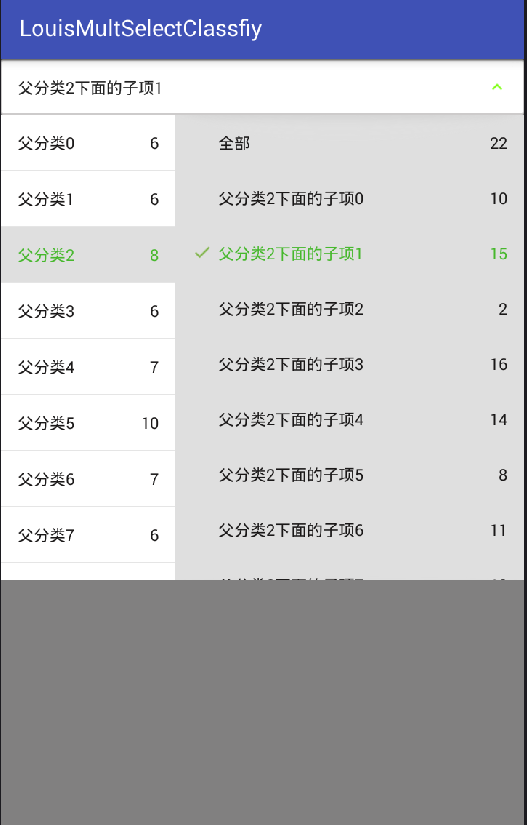 LouisMultSelectClassfiy
父分类2下面的子项1
父分类0 6
父分类1 6
父分类2 8
父分类3 6
父分类4 7
父分类5 10
父分类6 7
父分类7 6
全部 22
父分类2下面的子项0 10
父分类2下面的子项1 15
父分类2下面的子项2 2
父分类2下面的子项3 16
父分类2下面的子项4 14
父分类2下面的子项5 8
父分类2下面的子项6 11